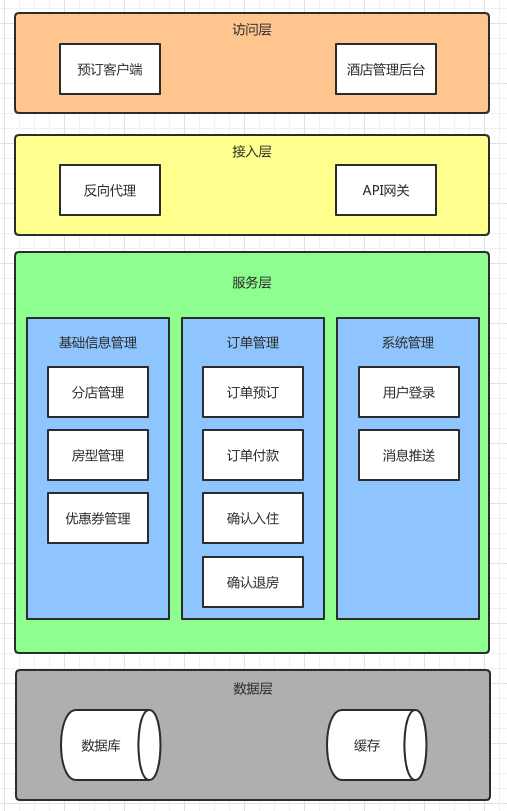 访问层
预订客户端
酒店管理后台
接入层
反向代理
API网关
服务层
基础信息管理
分店管理
房型管理
优惠券管理
订单管理
订单预订
订单付款
确认入住
确认退房
系统管理
用户登录
消息推送
数据层
数据库
缓存